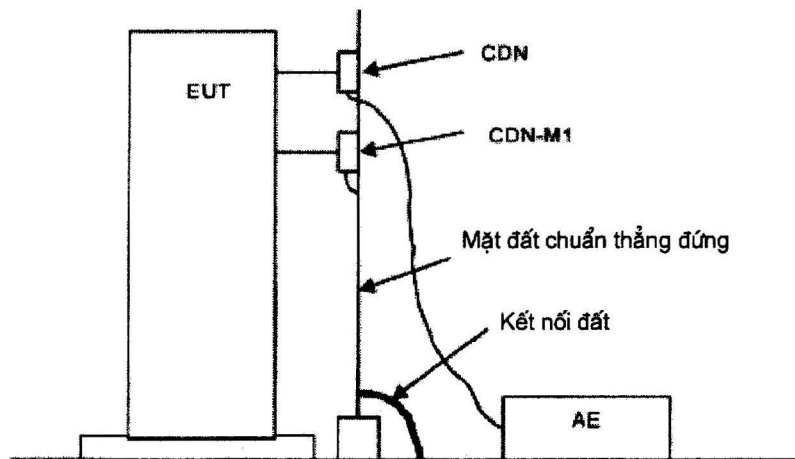 CDN
EUT
CDN-M1
Mặt đất chuẩn thẳng đứng
Kết nối đất
AE